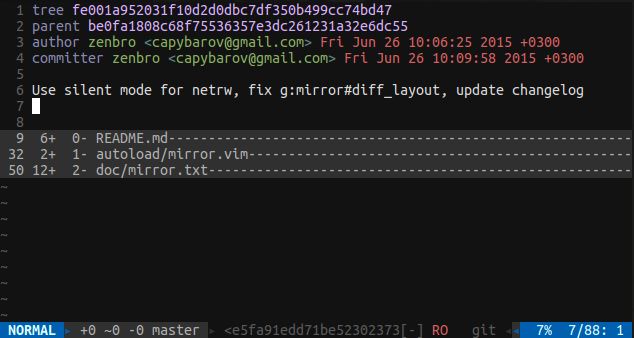 1 tree fe001a952031f10d2d0dbc7df350b499cc74bd47
2 parent be0fa1808c68f75536357e3dc261231a32e6dc55
3 author zenbro <capybarov@gmail.com> Fri Jun 26 10:06:25 2015 +0300
4 committer zenbro <capybarov@gmail.com> Fri Jun 26 10:09:58 2015 +0300
5
6 Use silent mode for netrw, fix g:mirror#diff_layout, update changelog
7
8
9 6+ 0- README.md----------------------------------------------------------
32 2+ 1- autoload/mirror.vim------------------------------------------------
50 12+ 2- doc/mirror.txt-----------------------------------------------------
~
~
~
~
~
~
~
~
~
NORMAL +0 ~0 -0 master <e5fa91edd71be52302373[-] RO git 7% 7/88: 1